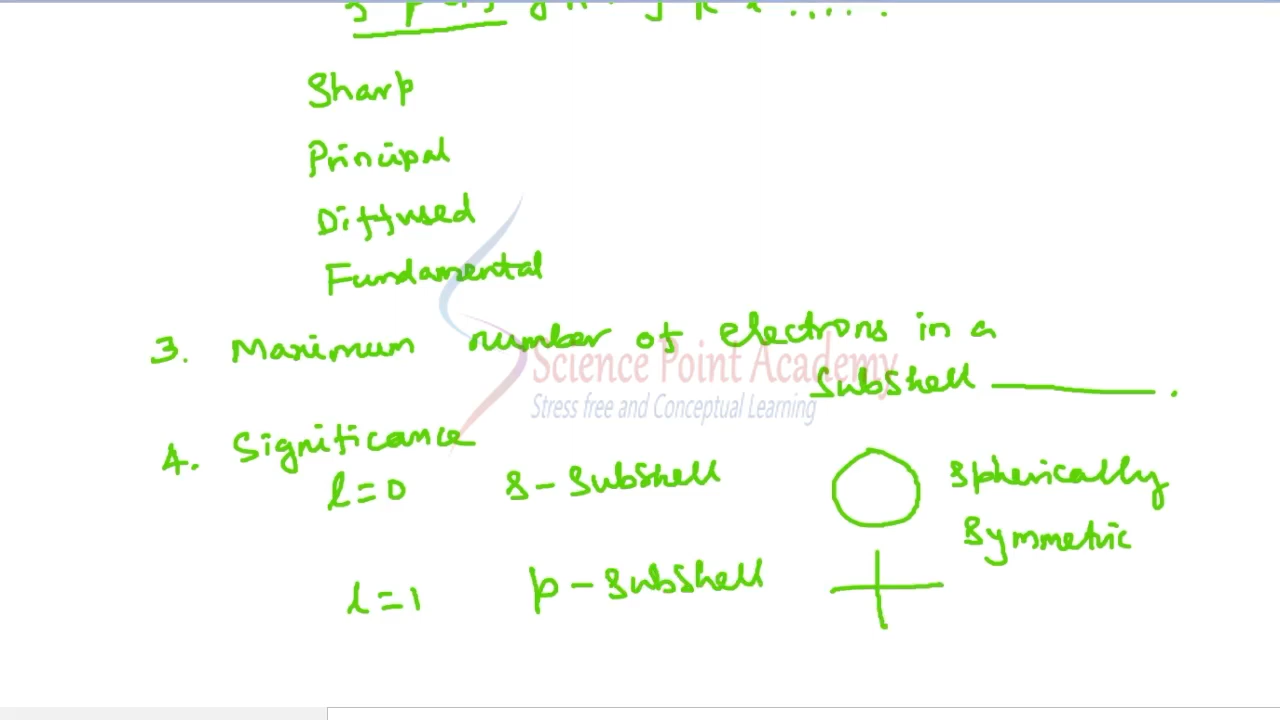 Sharp
Principal
Diffused
Fundamental
3. Maximum number of electrons in a
Subshell ———.
Science Point Academy
Stress free and Conceptual Learning
4. Significance
l=0 s-subshell Spherically
Symmetric
l=1 p-subshell